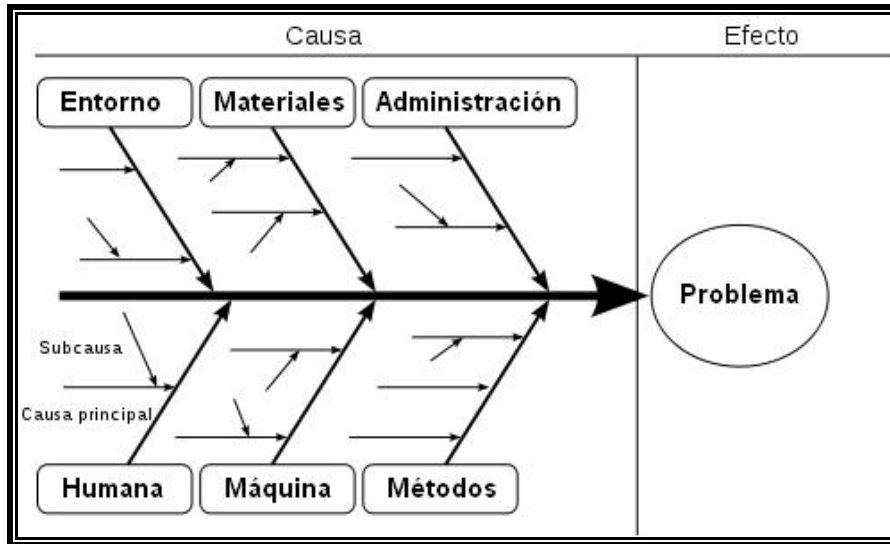 Causa
Efecto
Entorno
Materiales
Administración
Problema
Subcausa
Causa principal
Humana
Máquina
Métodos